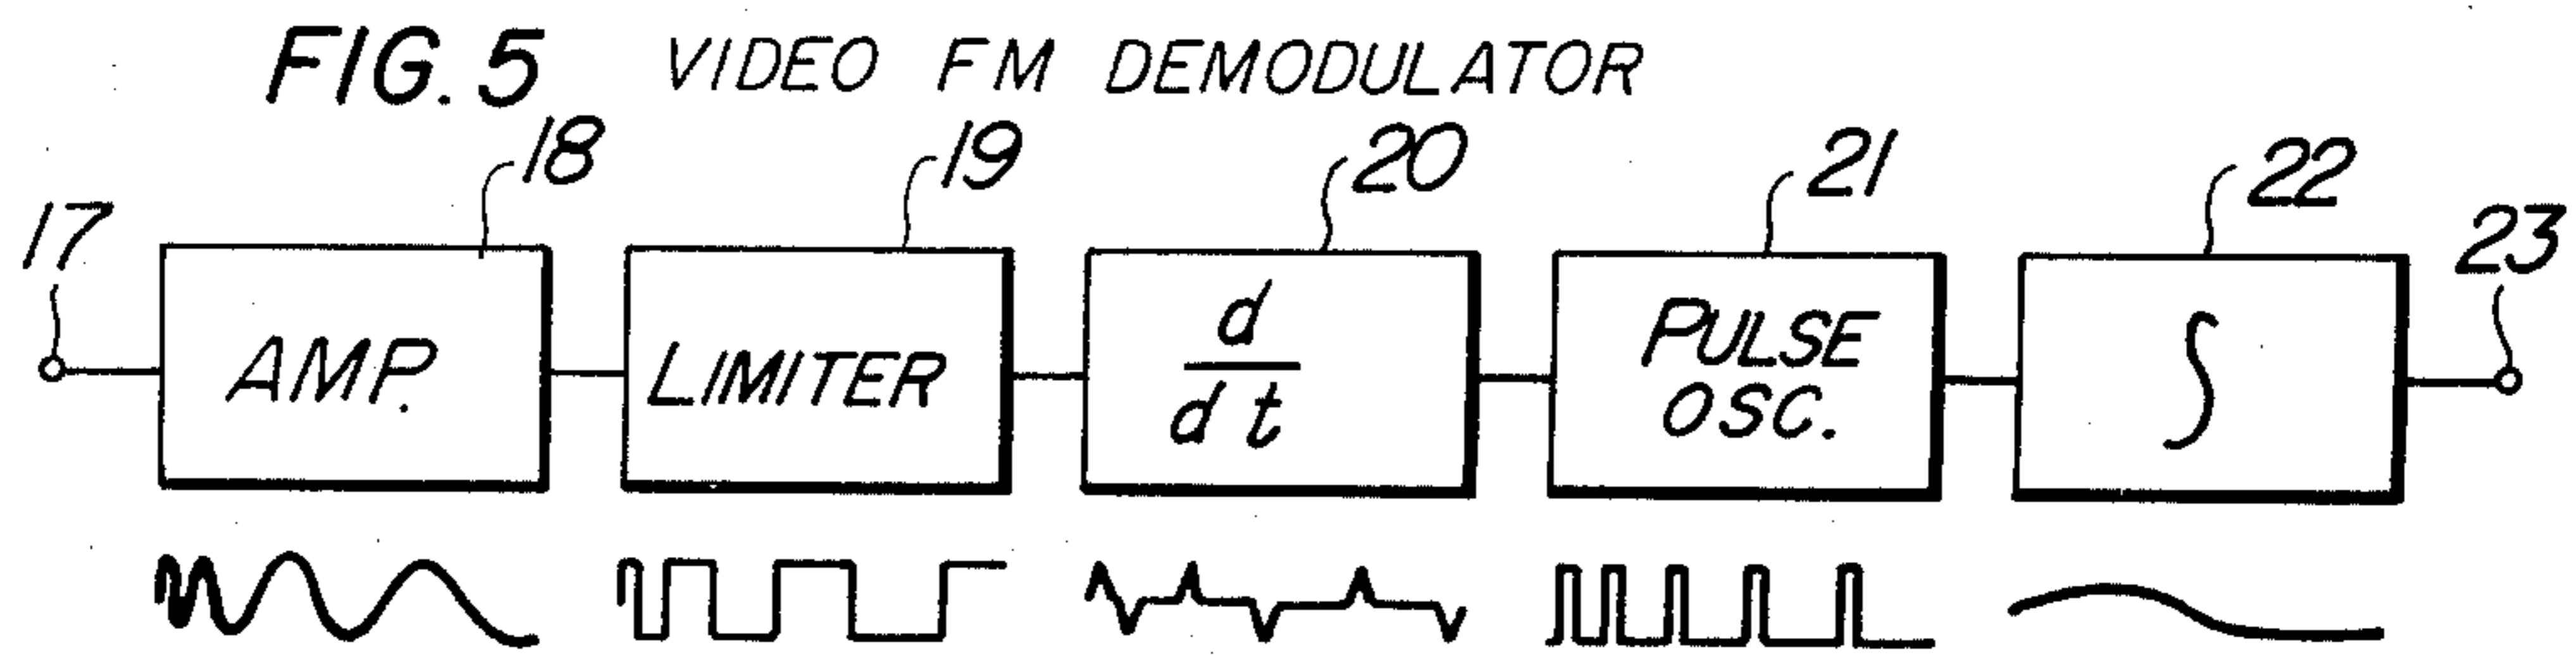 FIG. 5 VIDEO FM DEMODULATOR
17 18 19 20 21 22 23
AMP.
LIMITER
d
dt
PULSE
OSC.
∫